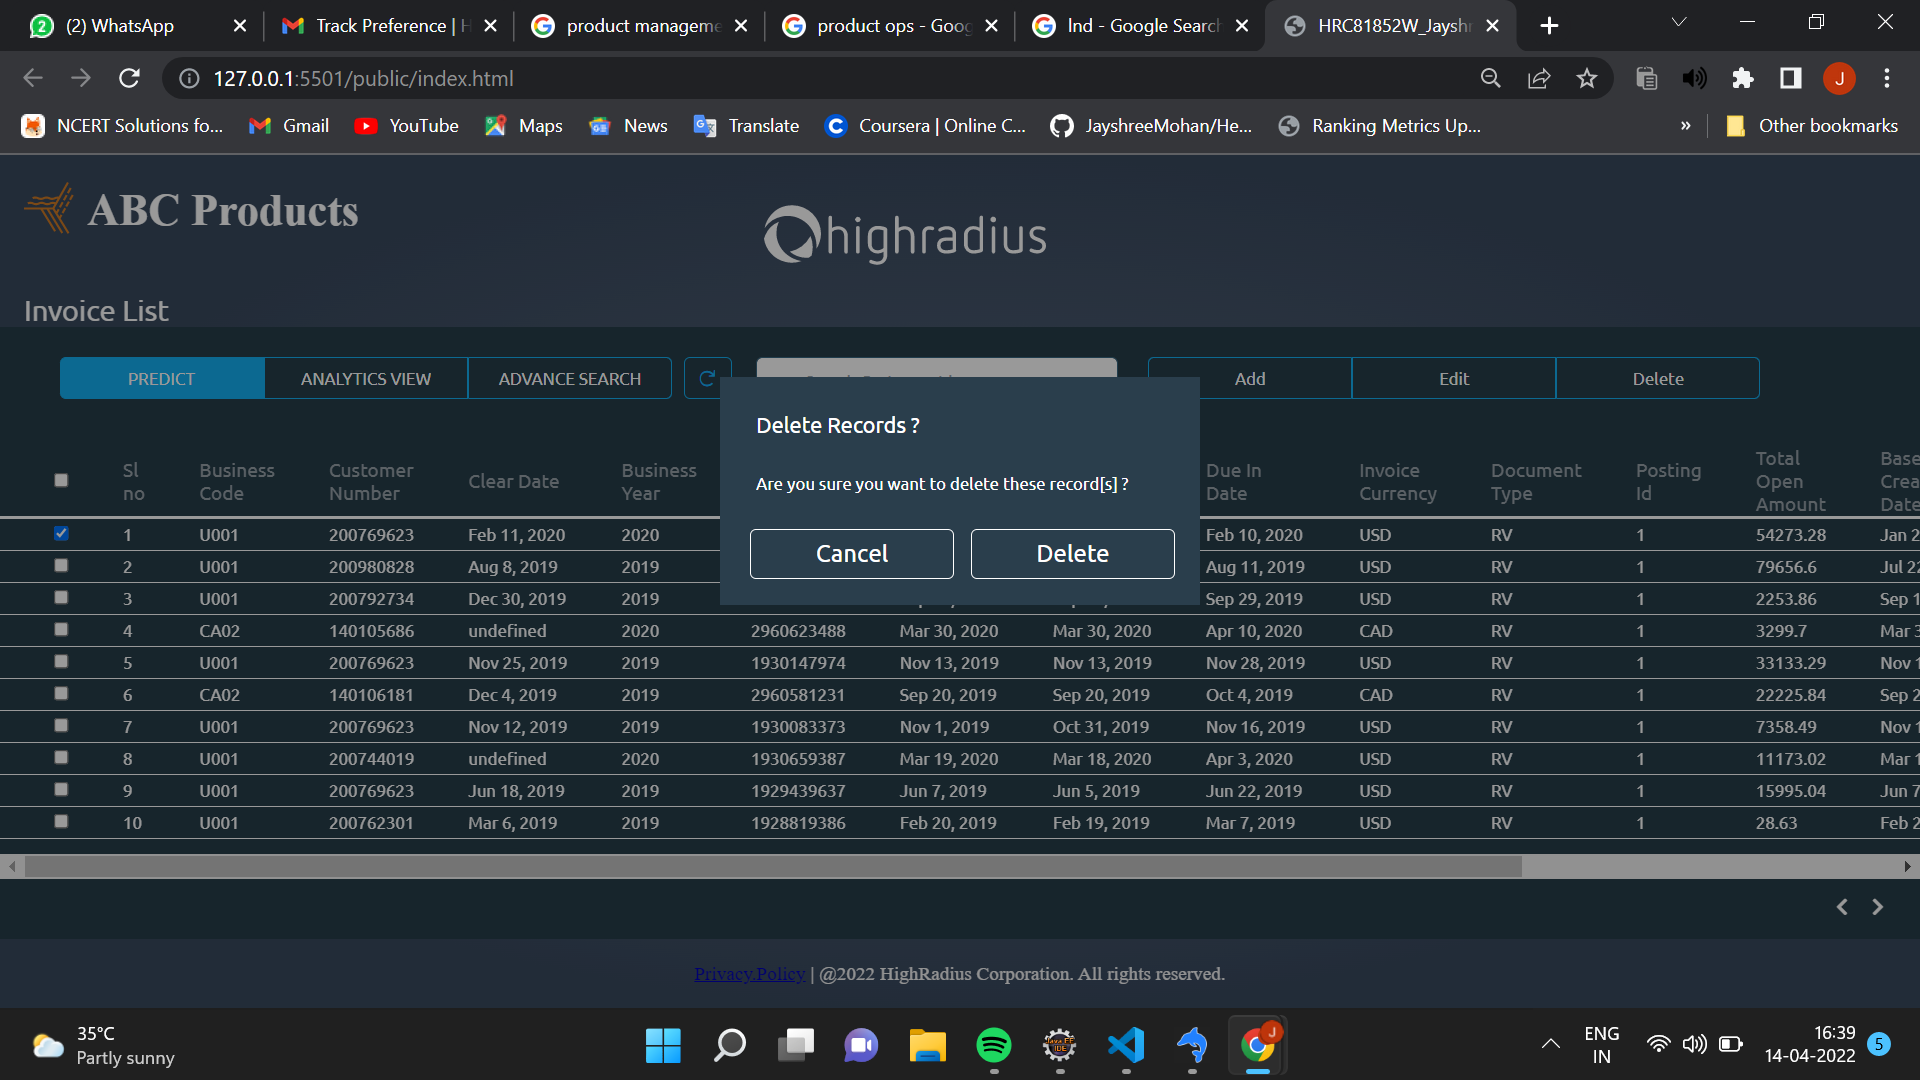 (2) WhatsApp
Track Preference | H
product manageme
product ops - Goog
lnd - Google Search
HRC81852W_Jayshr
127.0.0.1:5501/public/index.html
J
NCERT Solutions fo...
Gmail
YouTube
Maps
News
Translate
Coursera | Online C...
JayshreeMohan/He...
Ranking Metrics Up...
»
Other bookmarks
ABC Products
highradius
Invoice List
PREDICT ANALYTICS VIEW ADVANCE SEARCH Add Edit Delete
Delete Records ?
Are you sure you want to delete these record[s] ?
Cancel Delete
Sl no Business Code Customer Number Clear Date Business Year Due In Date Invoice Currency Document Type Posting Id Total Open Amount Base Crea Date
1 U001 200769623 Feb 11, 2020 2020 Feb 10, 2020 USD RV 1 54273.28 Jan 2
2 U001 200980828 Aug 8, 2019 2019 Aug 11, 2019 USD RV 1 79656.6 Jul 22
3 U001 200792734 Dec 30, 2019 2019 Sep 29, 2019 USD RV 1 2253.86 Sep 1
4 CA02 140105686 undefined 2020 2960623488 Mar 30, 2020 Mar 30, 2020 Apr 10, 2020 CAD RV 1 3299.7 Mar 3
5 U001 200769623 Nov 25, 2019 2019 1930147974 Nov 13, 2019 Nov 13, 2019 Nov 28, 2019 USD RV 1 33133.29 Nov 1
6 CA02 140106181 Dec 4, 2019 2019 2960581231 Sep 20, 2019 Sep 20, 2019 Oct 4, 2019 CAD RV 1 22225.84 Sep 2
7 U001 200769623 Nov 12, 2019 2019 1930083373 Nov 1, 2019 Oct 31, 2019 Nov 16, 2019 USD RV 1 7358.49 Nov 1
8 U001 200744019 undefined 2020 1930659387 Mar 19, 2020 Mar 18, 2020 Apr 3, 2020 USD RV 1 11173.02 Mar 1
9 U001 200769623 Jun 18, 2019 2019 1929439637 Jun 7, 2019 Jun 5, 2019 Jun 22, 2019 USD RV 1 15995.04 Jun 7
10 U001 200762301 Mar 6, 2019 2019 1928819386 Feb 20, 2019 Feb 19, 2019 Mar 7, 2019 USD RV 1 28.63 Feb 2
Privacy.Policy | @2022 HighRadius Corporation. All rights reserved.
35°C
Partly sunny
Java EE
IDE
J
ENG
IN
16:39
14-04-2022
5